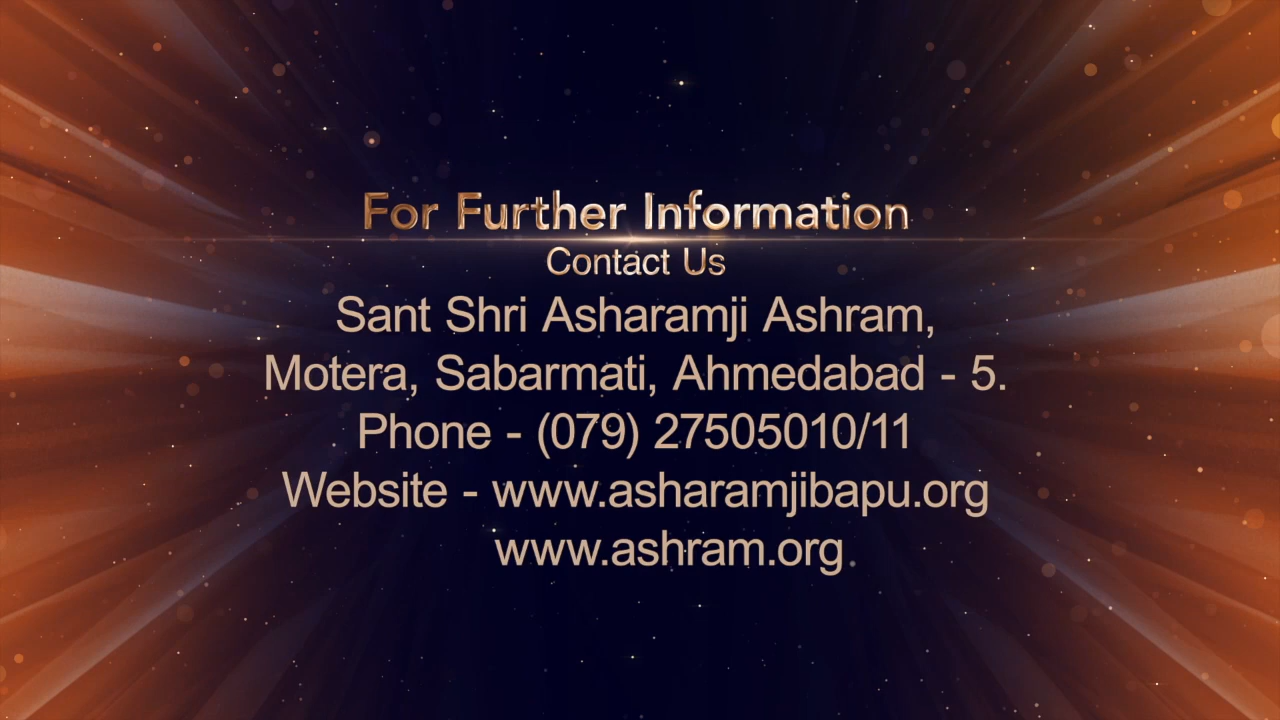 For Further Information
Contact Us
Sant Shri Asharamji Ashram,
Motera, Sabarmati, Ahmedabad - 5.
Phone - (079) 27505010/11
Website - www.asharamjibapu.org
www.ashram.org